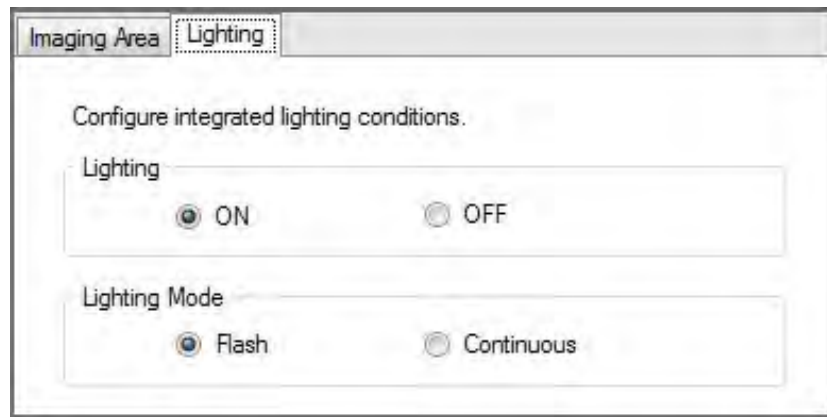 Imaging Area Lighting
Configure integrated lighting conditions.
Lighting
ON OFF
Lighting Mode
Flash Continuous